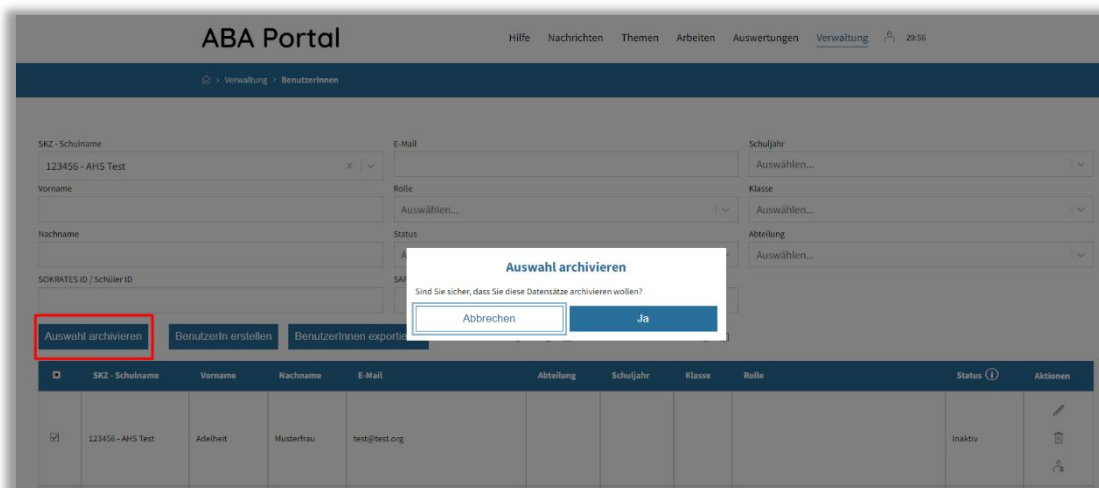 ABA Portal
Hilfe Nachrichten Themen Arbeiten Auswertungen Verwaltung 29:56
> Verwaltung > BenutzerInnen
SKZ - Schulname E-Mail Schuljahr
123456 - AHS Test Auswählen...
Vorname Rolle Klasse
Auswählen... Auswählen...
Nachname Status Abteilung
Auswählen...
SOKRATES ID / Schüler ID
Auswahl archivieren
Sind Sie sicher, dass Sie diese Datensätze archivieren wollen?
Abbrechen Ja
Auswahl archivieren BenutzerIn erstellen BenutzerInnen
SKZ - Schulname Vorname Nachname E-Mail Abteilung Schuljahr Klasse Rolle Status Aktionen
123456 - AHS Test Adelheit Musterfrau test@test.org Inaktiv